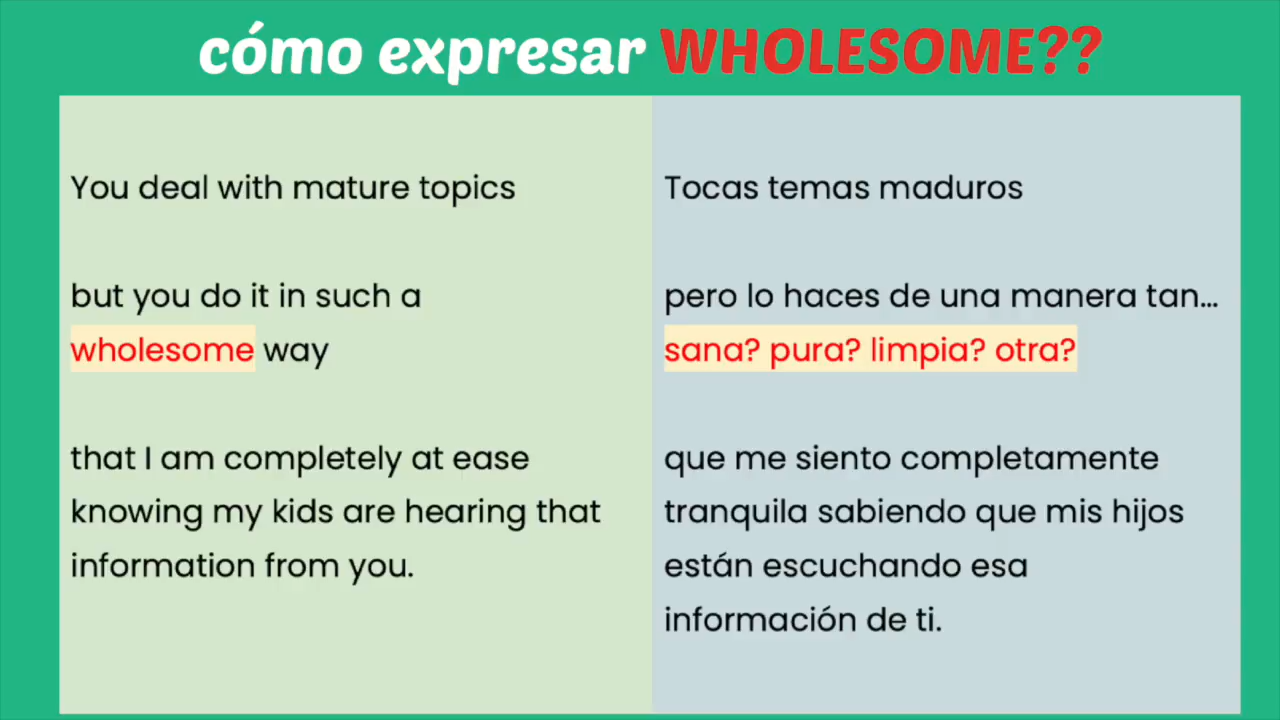 cómo expresar WHOLESOME??
You deal with mature topics
but you do it in such a
wholesome way
that I am completely at ease
knowing my kids are hearing that
information from you.
Tocas temas maduros
pero lo haces de una manera tan...
sana? pura? limpia? otra?
que me siento completamente
tranquila sabiendo que mis hijos
están escuchando esa
información de ti.